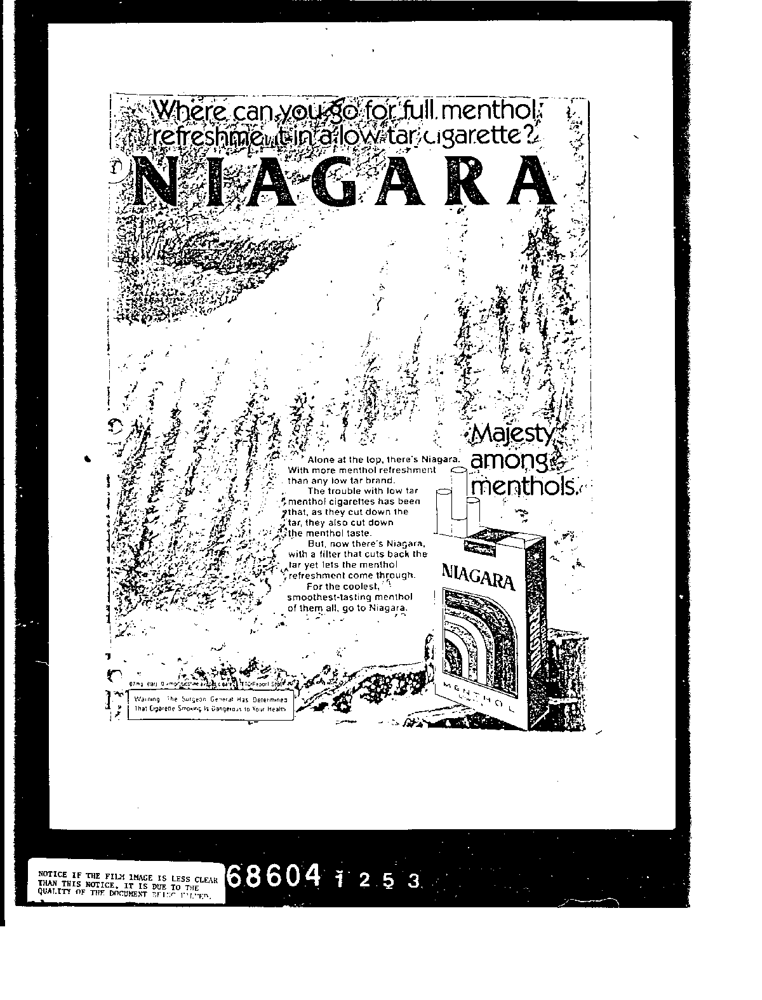 Where can you go for full menthol
refreshment in a low tar cigarette?
NIAGARA
Majesty
among
menthols.
Alone at the top, there's Niagara.
With more menthol refreshment
than any low tar brand.
The trouble with low tar
menthol cigarettes has been
that, as they cut down the
tar, they also cut down
the menthol taste.
But, now there's Niagara,
with a filter that cuts back the
tar yet lets the menthol
refreshment come through.
For the coolest,
smoothest-tasting menthol
of them all, go to Niagara.
NIAGARA
MENTHOL
Warning: The Surgeon General Has Determined
That Cigarette Smoking Is Dangerous to Your Health
NOTICE IF THE FILM IMAGE IS LESS CLEAR
THAN THIS NOTICE, IT IS DUE TO THE
QUALITY OF THE DOCUMENT
68604 1253